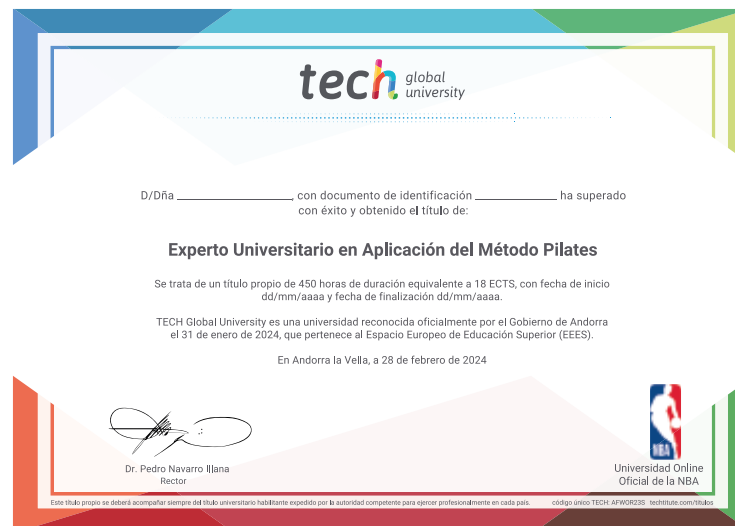 tech global
university
D/Dña ______________, con documento de identificación __________ ha superado
con éxito y obtenido el título de:
Experto Universitario en Aplicación del Método Pilates
Se trata de un título propio de 450 horas de duración equivalente a 18 ECTS, con fecha de inicio
dd/mm/aaaa y fecha de finalización dd/mm/aaaa.
TECH Global University es una universidad reconocida oficialmente por el Gobierno de Andorra
el 31 de enero de 2024, que pertenece al Espacio Europeo de Educación Superior (EEES).
En Andorra la Vella, a 28 de febrero de 2024
NBA
Dr. Pedro Navarro Illana
Rector
Universidad Online
Oficial de la NBA
Este título propio se deberá acompañar siempre del título universitario habilitante expedido por la autoridad competente para ejercer profesionalmente en cada país. código único TECH: AFWOR23S techtitute.com/titulos